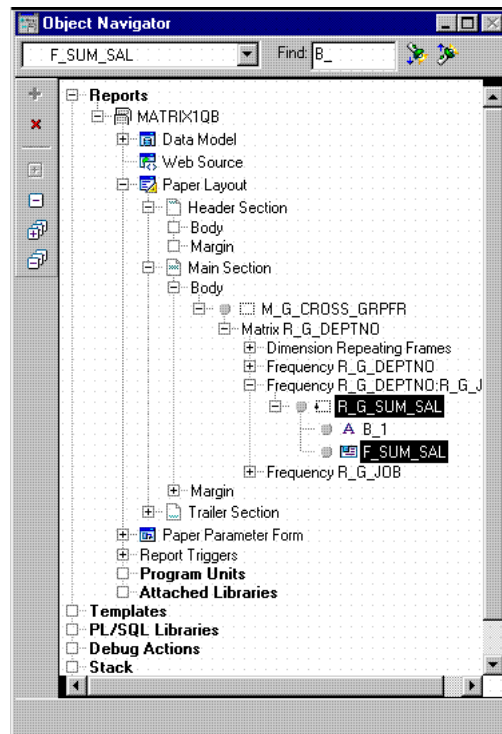 Object Navigator
F_SUM_SAL Find: B_
Reports
MATRIX1QB
Data Model
Web Source
Paper Layout
Header Section
Body
Margin
Main Section
Body
M_G_CROSS_GRPFR
Matrix R_G_DEPTNO
Dimension Repeating Frames
Frequency R_G_DEPTNO
Frequency R_G_DEPTNO:R_G_J
R_G_SUM_SAL
A B_1
F_SUM_SAL
Frequency R_G_JOB
Margin
Trailer Section
Paper Parameter Form
Report Triggers
Program Units
Attached Libraries
Templates
PL/SQL Libraries
Debug Actions
Stack